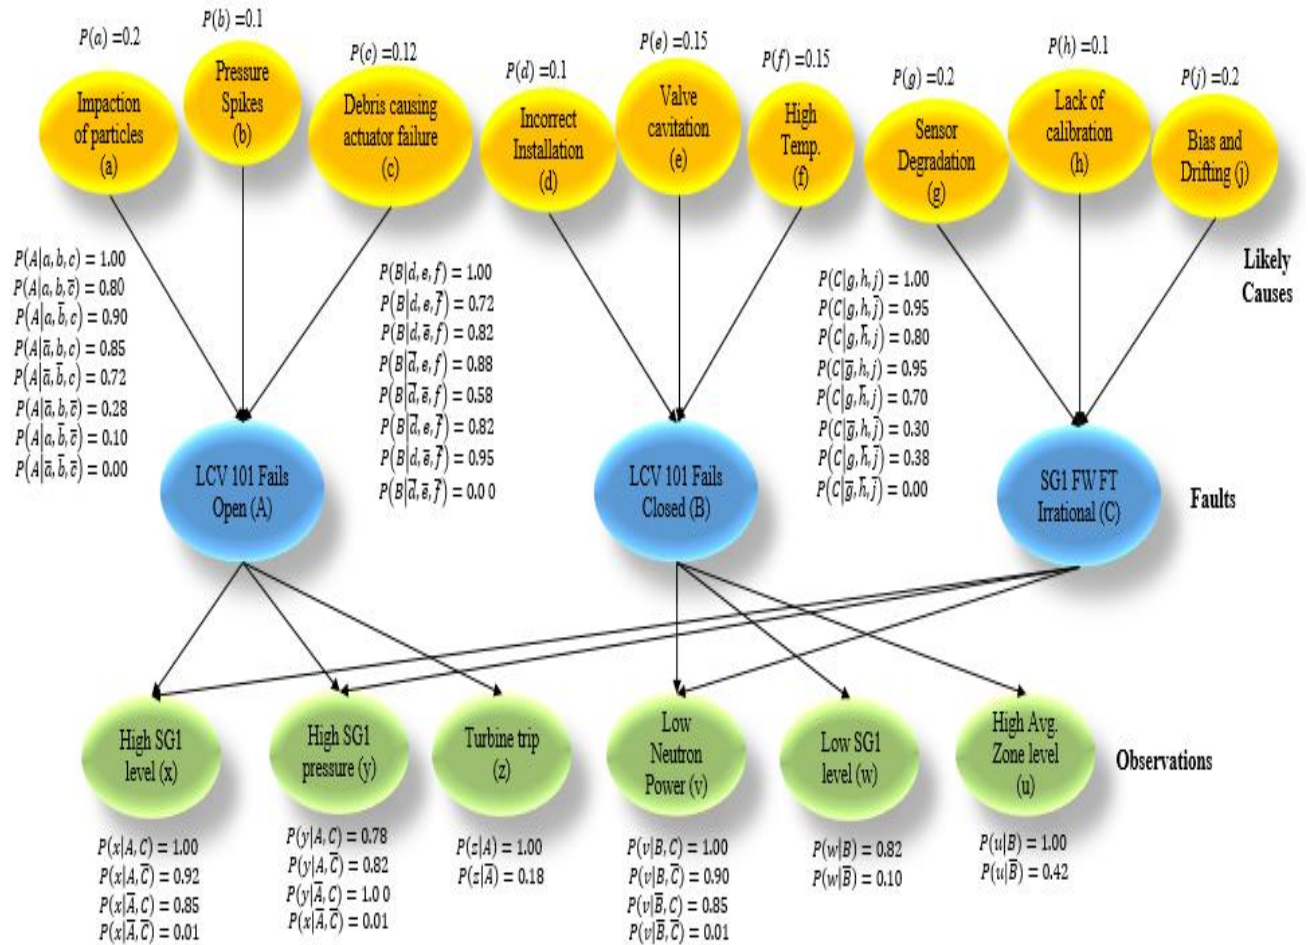 P(a) =0.2
P(b) =0.1
P(c) =0.12
P(d) =0.1
P(e) =0.15
P(f) =0.15
P(g) =0.2
P(h) =0.1
P(j) =0.2
Impaction
of particles
(a)
Pressure
Spikes
(b)
Debris causing
actuator failure
(c)
Incorrect
Installation
(d)
Valve
cavitation
(e)
High
Temp.
(f)
Sensor
Degradation
(g)
Lack of
calibration
(h)
Bias and
Drifting (j)
Likely
Causes
P(A|a, b, c) = 1.00
P(A|a, b, c̅) = 0.80
P(A|a, b̅, c) = 0.90
P(A|a̅, b, c) = 0.85
P(A|a̅, b̅, c) = 0.72
P(A|a̅, b, c̅) = 0.28
P(A|a, b̅, c̅) = 0.10
P(A|a̅, b̅, c̅) = 0.00
P(B|d, e, f) = 1.00
P(B|d, e, f̅) = 0.72
P(B|d, e̅, f) = 0.82
P(B|d̅, e, f) = 0.88
P(B|d̅, e̅, f) = 0.58
P(B|d̅, e, f̅) = 0.82
P(B|d, e̅, f̅) = 0.95
P(B|d̅, e̅, f̅) = 0.0 0
P(C|g, h, j) = 1.00
P(C|g, h, j̅) = 0.95
P(C|g, h̅, j) = 0.80
P(C|g̅, h, j) = 0.95
P(C|g, h̅, j̅) = 0.70
P(C|g̅, h, j̅) = 0.30
P(C|g, h̅, j̅) = 0.38
P(C|g̅, h̅, j̅) = 0.00
LCV 101 Fails
Open (A)
LCV 101 Fails
Closed (B)
SG1 FW FT
Irrational (C)
Faults
High SG1
level (x)
High SG1
pressure (y)
Turbine trip
(z)
Low
Neutron
Power (v)
Low SG1
level (w)
High Avg.
Zone level
(u)
Observations
P(x|A, C) = 1.00
P(x|A, C̅) = 0.92
P(x|A̅, C) = 0.85
P(x|A̅, C̅) = 0.01
P(y|A, C) = 0.78
P(y|A, C̅) = 0.82
P(y|A̅, C) = 1.0 0
P(x|A̅, C̅) = 0.01
P(z|A) = 1.00
P(z|A̅) = 0.18
P(v|B, C) = 1.00
P(v|B, C̅) = 0.90
P(v|B̅, C) = 0.85
P(v|B̅, C̅) = 0.01
P(w|B) = 0.82
P(w|B̅) = 0.10
P(u|B) = 1.00
P(u|B̅) = 0.42